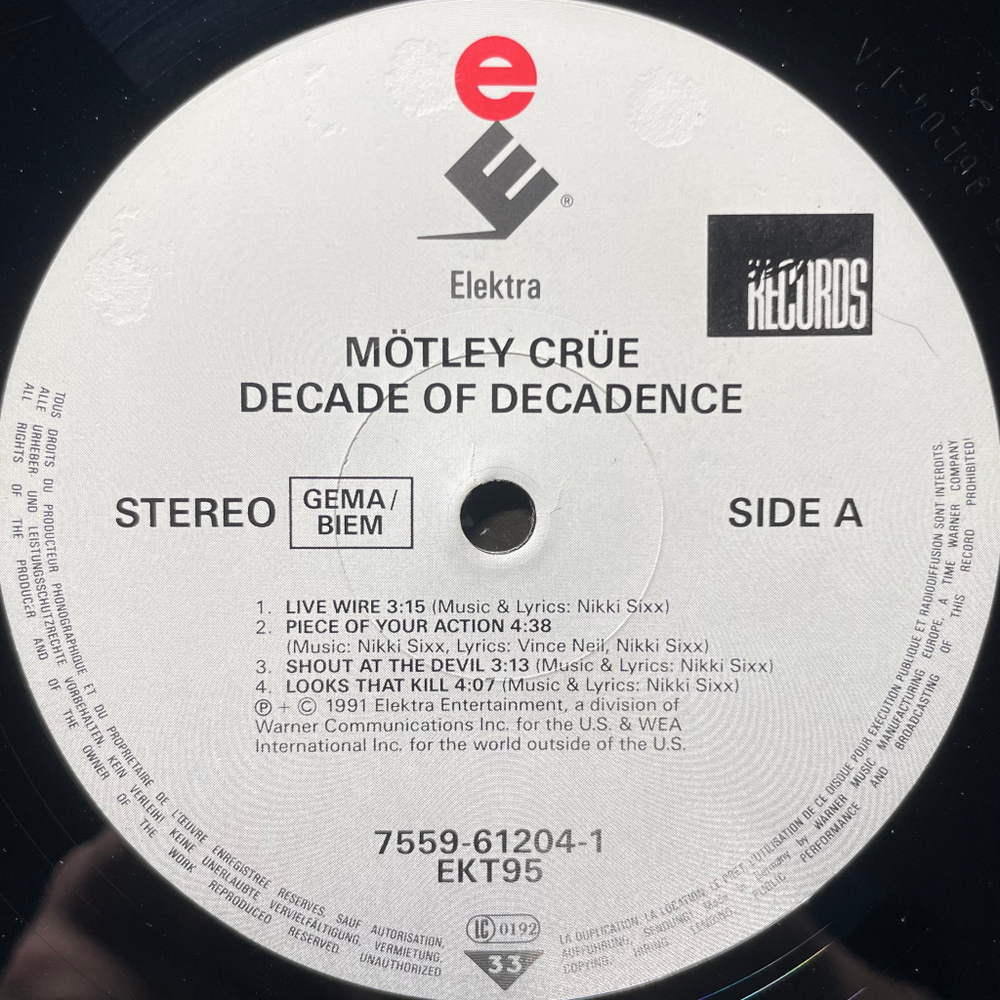 e
E®
Elektra
RECORDS
MÖTLEY CRÜE
DECADE OF DECADENCE
STEREO
GEMA/
BIEM
SIDE A
1. LIVE WIRE 3:15 (Music & Lyrics: Nikki Sixx)
2. PIECE OF YOUR ACTION 4:38
(Music: Nikki Sixx, Lyrics: Vince Neil, Nikki Sixx)
3. SHOUT AT THE DEVIL 3:13 (Music & Lyrics: Nikki Sixx)
4. LOOKS THAT KILL 4:07 (Music & Lyrics: Nikki Sixx)
Ⓟ + © 1991 Elektra Entertainment, a division of
Warner Communications Inc. for the U.S. & WEA
International Inc. for the world outside of the U.S.
7559-61204-1
EKT95
LC 0192
33
TOUS DROITS DU PRODUCTEUR PHONOGRAPHIQUE ET DU PROPRIETAIRE DE L'ŒUVRE ENREGISTREE RESERVES. SAUF AUTORISATION, LA DUPLICATION, LA LOCATION, LE PRET, L'UTILISATION DE CE DISQUE POUR EXECUTION PUBLIQUE ET RADIODIFFUSION SONT INTERDITS.
ALLE URHEBER UND LEISTUNGSSCHUTZRECHTE VORBEHALTEN. KEIN VERLEIH! KEINE UNERLAUBTE VERVIELFÄLTIGUNG, VERMIETUNG, AUFFÜHRUNG, SENDUNG! Made in Germany by WARNER MUSIC MANUFACTURING EUROPE, A TIME WARNER COMPANY
ALL RIGHTS OF THE PRODUCER AND OF THE OWNER OF THE WORK REPRODUCED RESERVED. UNAUTHORIZED COPYING, HIRING, LENDING, PUBLIC PERFORMANCE AND BROADCASTING OF THIS RECORD PROHIBITED!